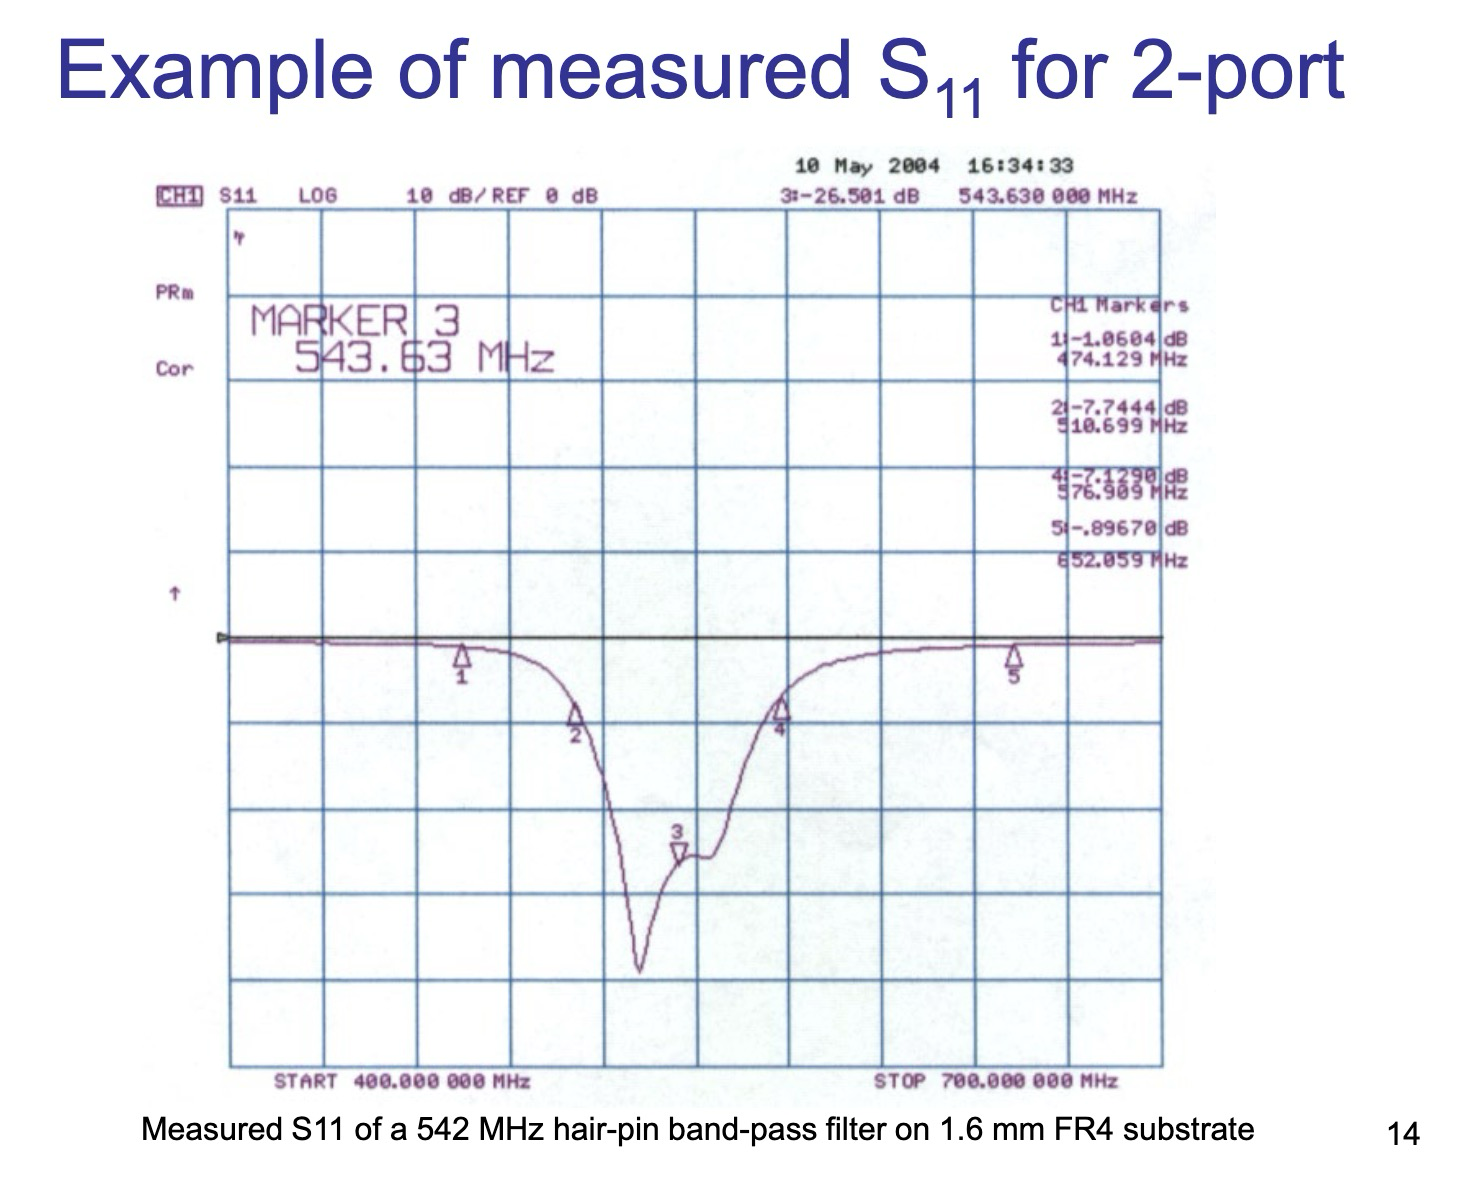 Example of measured S11 for 2-port
10 May 2004 16:34:33
CH1 S11 LOG 10 dB/ REF 0 dB 3:-26.501 dB 543.630 000 MHz
PRm
MARKER 3
543.63 MHz
Cor
CH1 Markers
1:-1.0604 dB
474.129 MHz
2:-7.7444 dB
510.699 MHz
4:-7.1290 dB
576.909 MHz
5:-.89670 dB
652.059 MHz
↑
1
2
3
4
5
START 400.000 000 MHz STOP 700.000 000 MHz
Measured S11 of a 542 MHz hair-pin band-pass filter on 1.6 mm FR4 substrate
14